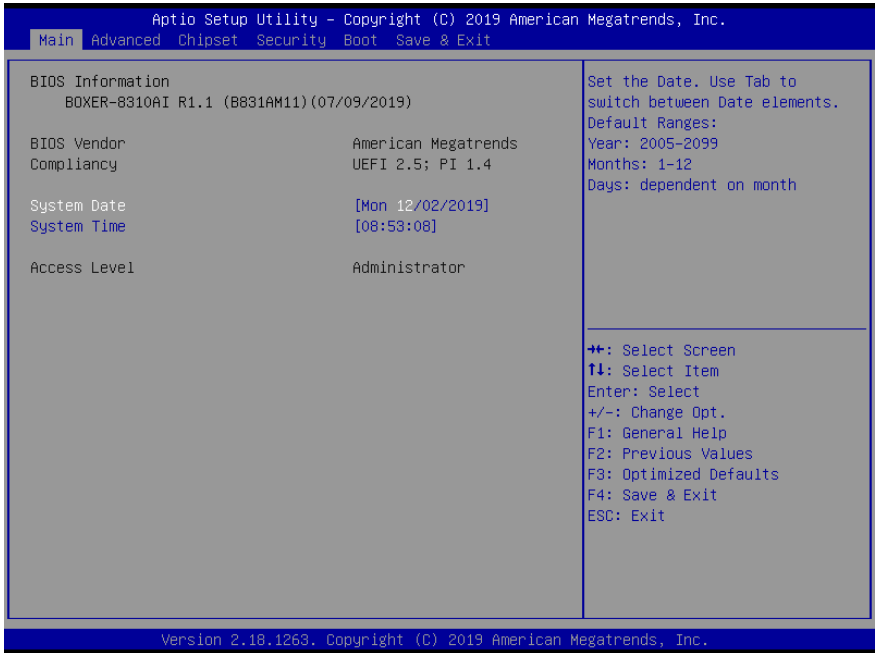 Aptio Setup Utility – Copyright (C) 2019 American Megatrends, Inc.
Main Advanced Chipset Security Boot Save & Exit
BIOS Information
BOXER-8310AI R1.1 (B831AM11)(07/09/2019)
BIOS Vendor American Megatrends
Compliancy UEFI 2.5; PI 1.4
System Date [Mon 12/02/2019]
System Time [08:53:08]
Access Level Administrator
Set the Date. Use Tab to
switch between Date elements.
Default Ranges:
Year: 2005-2099
Months: 1-12
Days: dependent on month
→←: Select Screen
↑↓: Select Item
Enter: Select
+/-: Change Opt.
F1: General Help
F2: Previous Values
F3: Optimized Defaults
F4: Save & Exit
ESC: Exit
Version 2.18.1263. Copyright (C) 2019 American Megatrends, Inc.